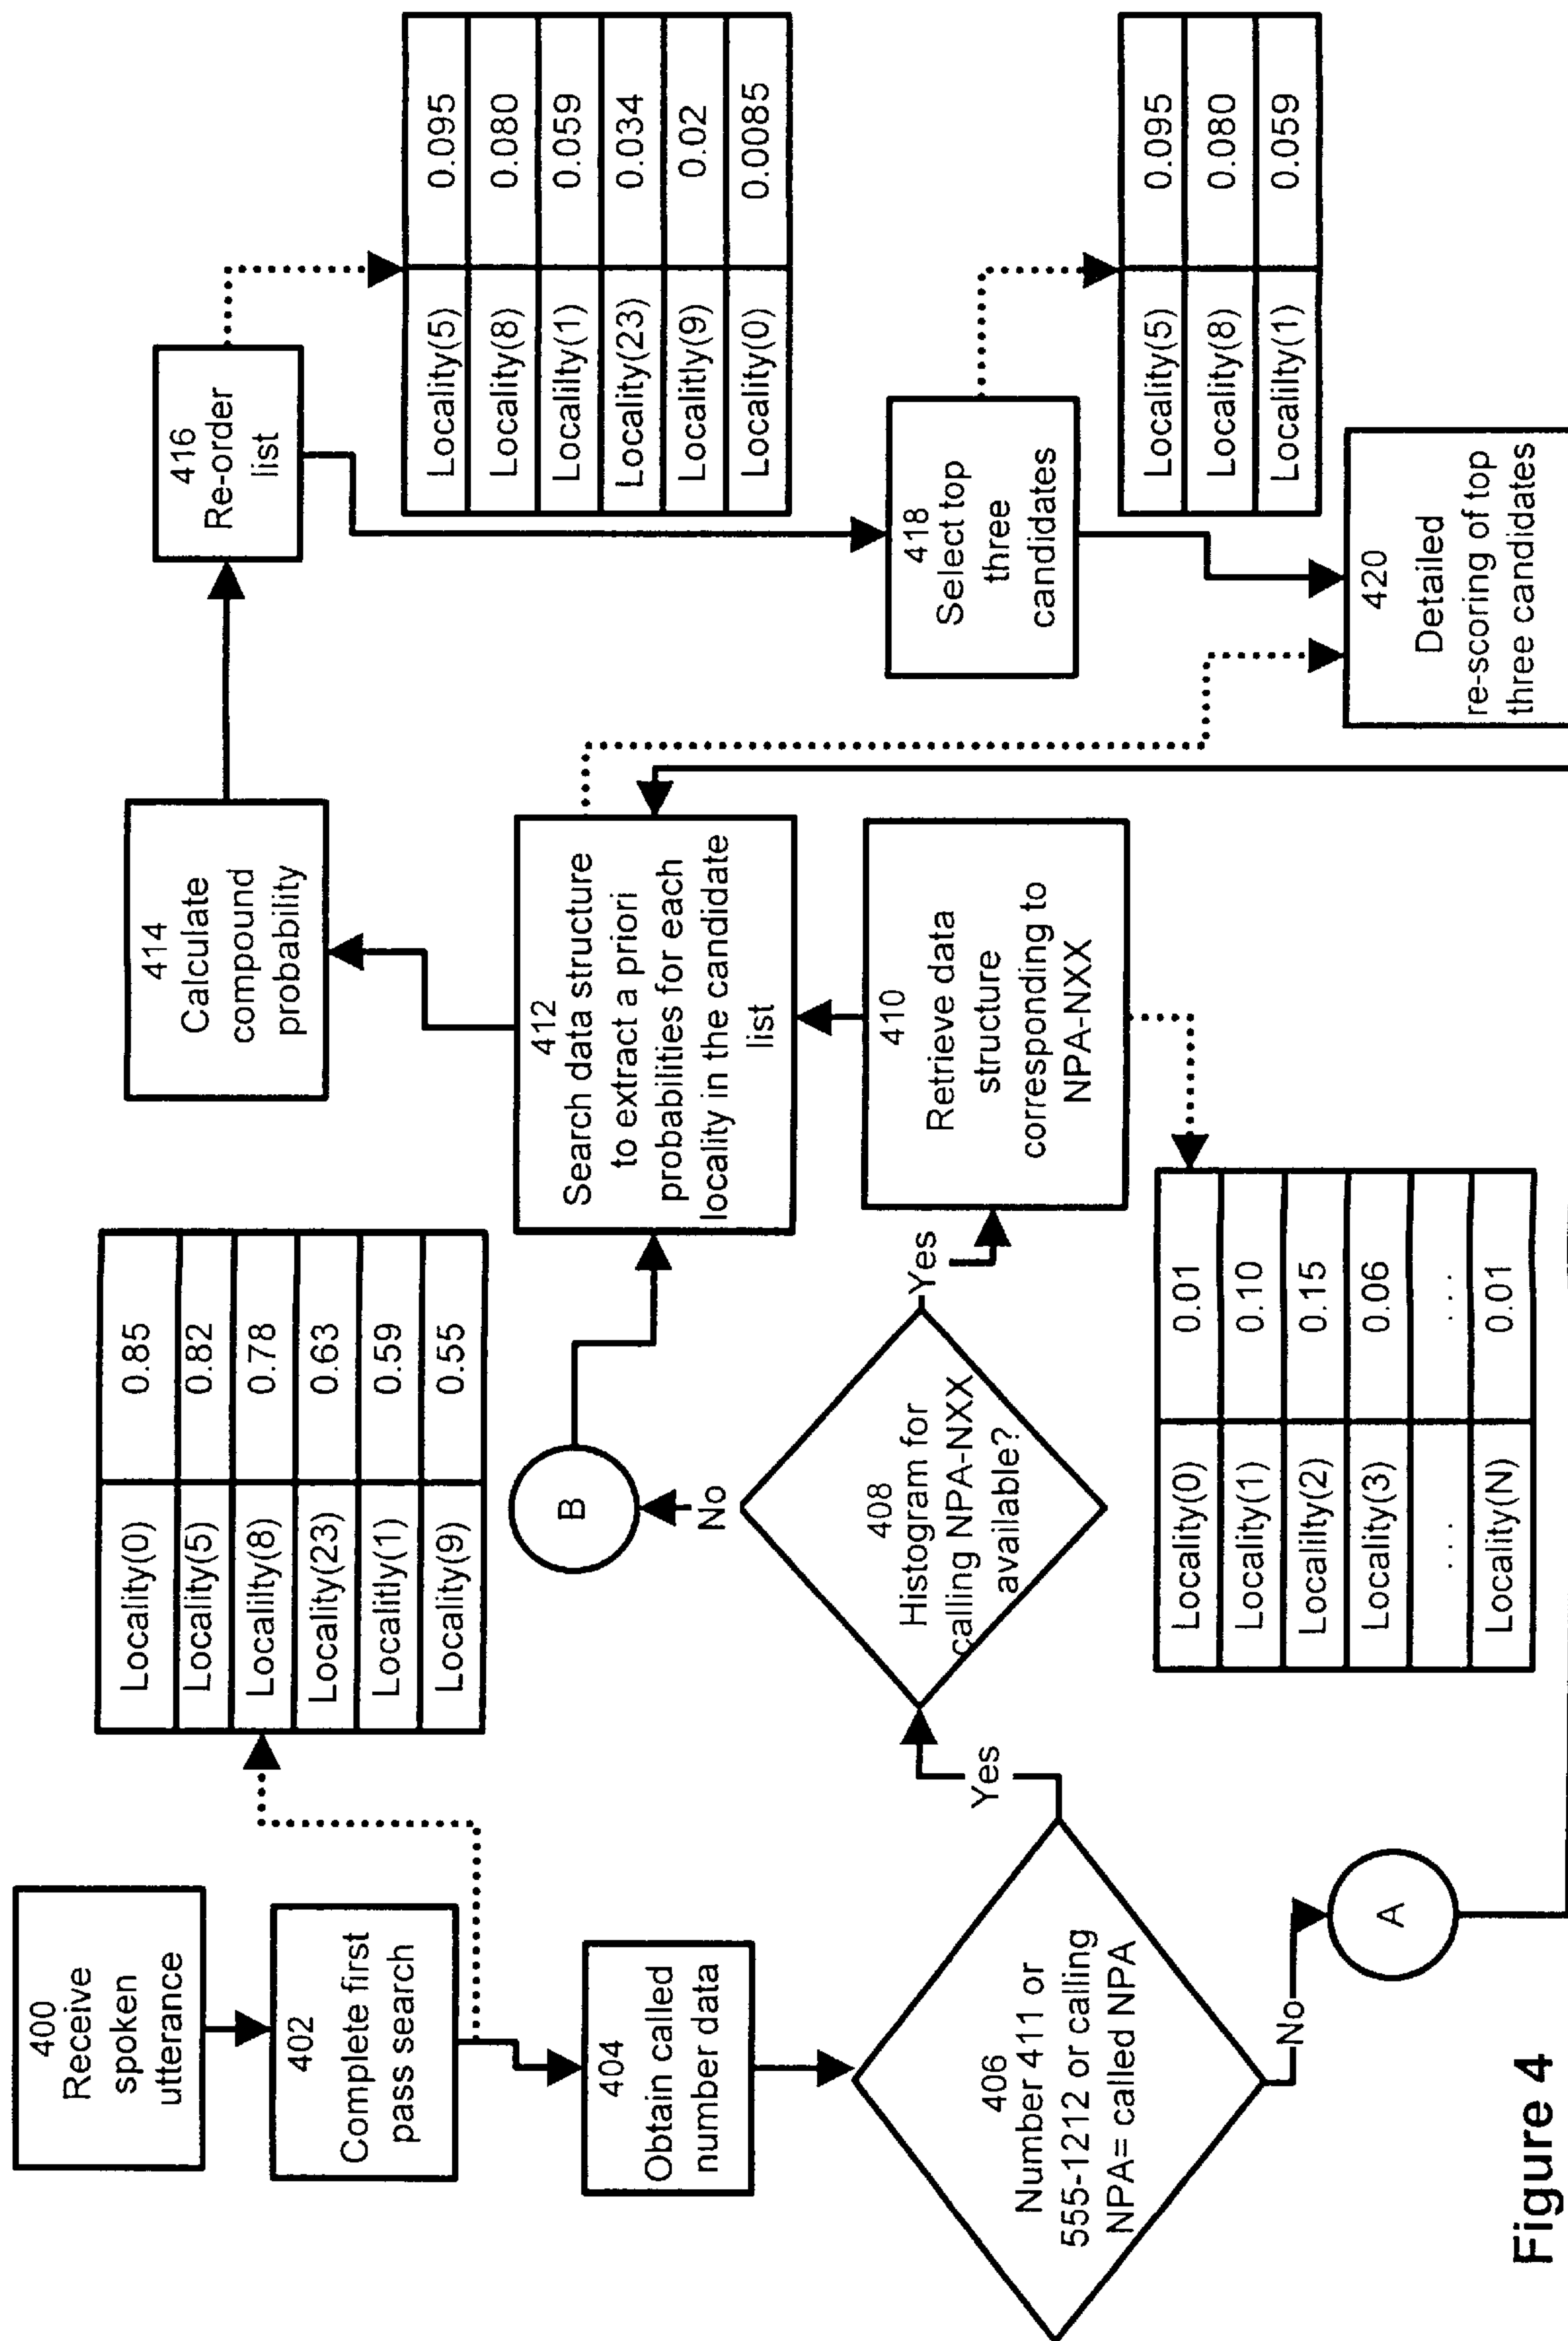 400
Receive
spoken
utterance
402
Complete first
pass search
Locality(0) 0.85
Locality(5) 0.82
Localilty(8) 0.78
Locality(23) 0.63
Localitly(1) 0.59
Locality(9) 0.55
404
Obtain called
number data
406
Number 411 or
555-1212 or calling
NPA= called NPA
Yes
No
A
408
Histogram for
calling NPA-NXX
available?
No
B
Yes
410
Retrieve data
structure
corresponding to
NPA-NXX
Locality(0) 0.01
Locality(1) 0.10
Localilty(2) 0.15
Locality(3) 0.06
.... ...
Locality(N) 0.01
412
Search data structure
to extract a priori
probabilities for each
locality in the candidate
list
414
Calculate
compound
probability
416
Re-order
list
Locality(5) 0.095
Locality(8) 0.080
Localilty(1) 0.059
Locality(23) 0.034
Localitly(9) 0.02
Locality(0) 0.0085
418
Select top
three
candidates
Locality(5) 0.095
Locality(8) 0.080
Localilty(1) 0.059
420
Detailed
re-scoring of top
three candidates
Figure 4